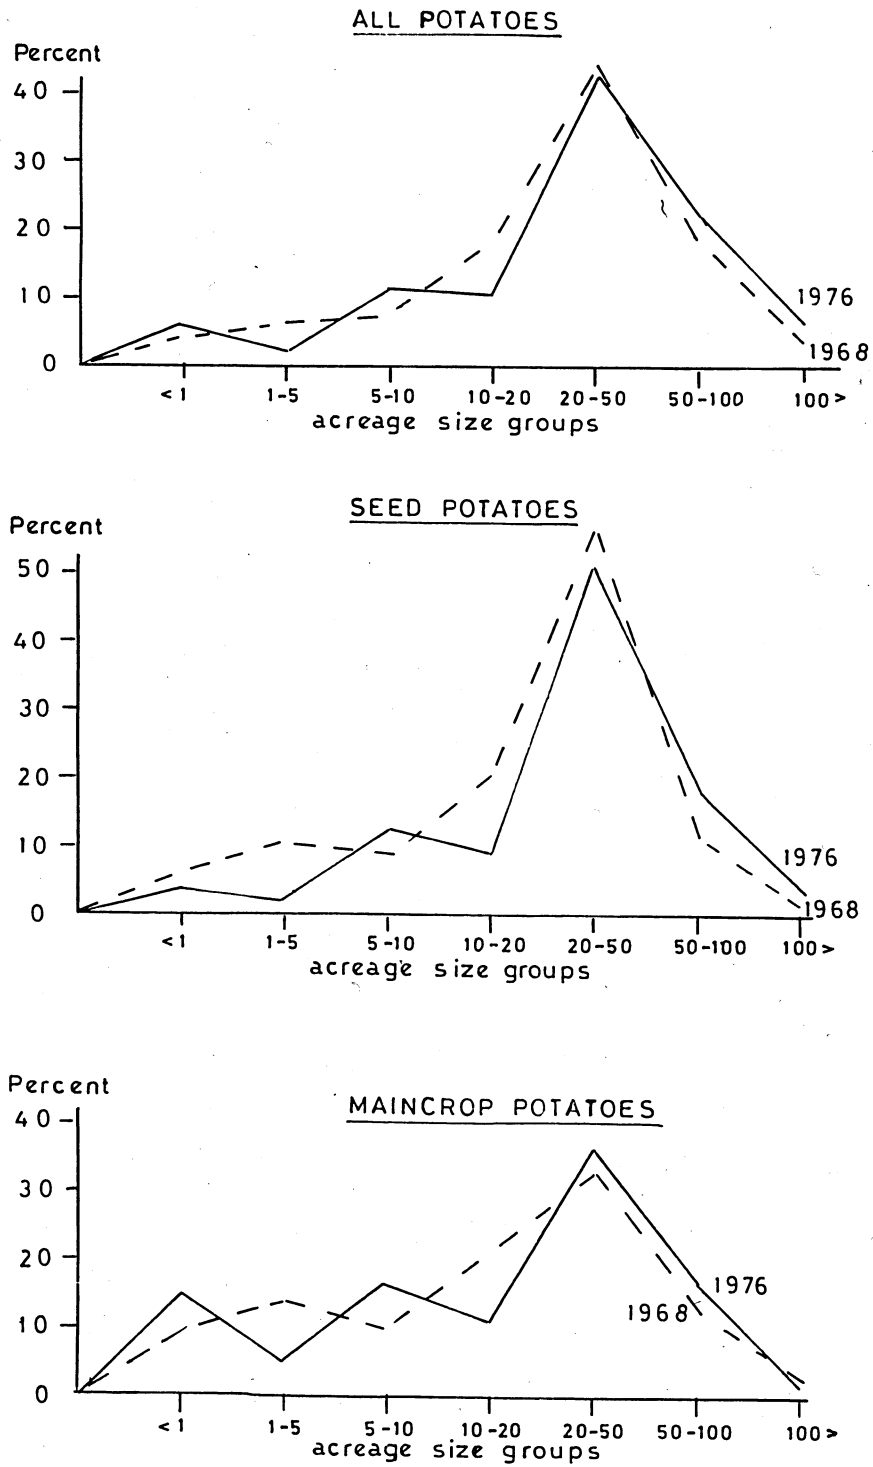 ALL POTATOES
Percent
40
30
20
10
0
1976
1968
<1 1-5 5-10 10-20 20-50 50-100 100>
acreage size groups
SEED POTATOES
Percent
50
40
30
20
10
0
1976
1968
<1 1-5 5-10 10-20 20-50 50-100 100>
acreage size groups
Percent
MAINCROP POTATOES
40
30
20
10
0
1976
1968
<1 1-5 5-10 10-20 20-50 50-100 100>
acreage size groups